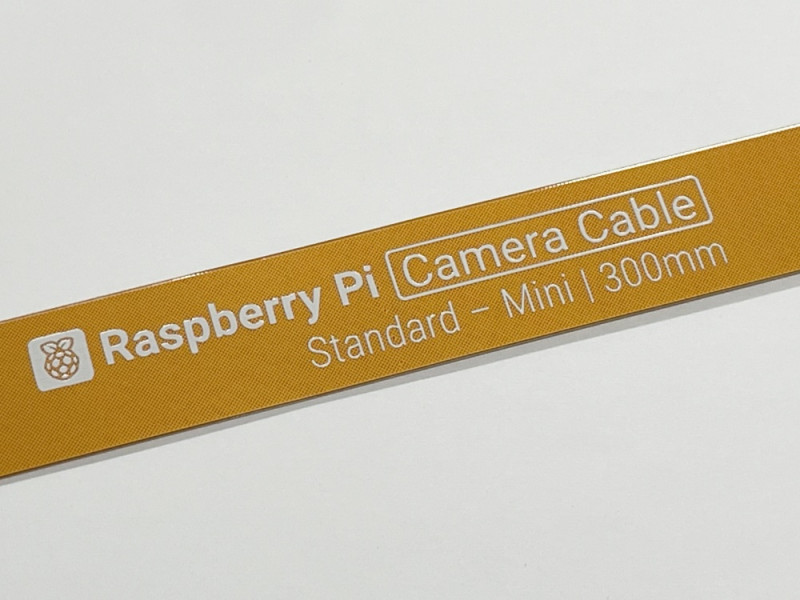 Raspberry Pi Camera Cable
Standard – Mini | 300mm